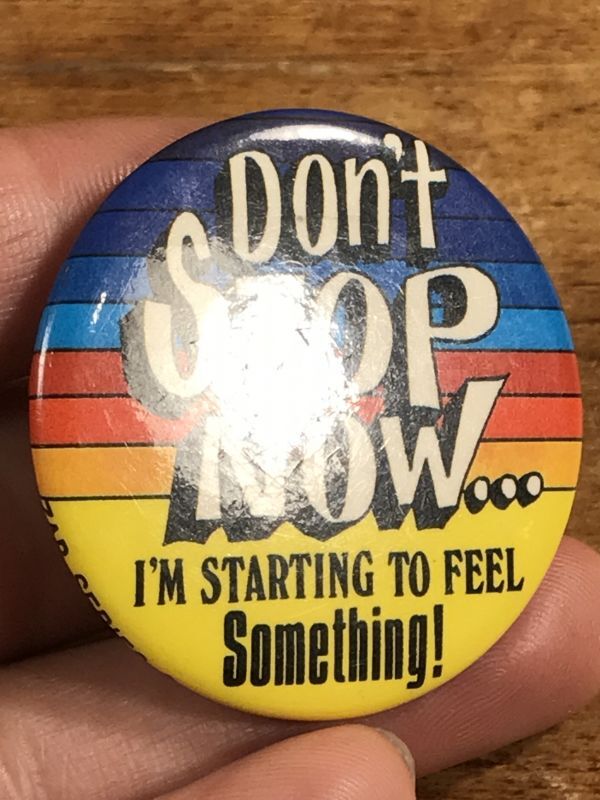 Don't
STOP
NOW...
I'M STARTING TO FEEL
Something!